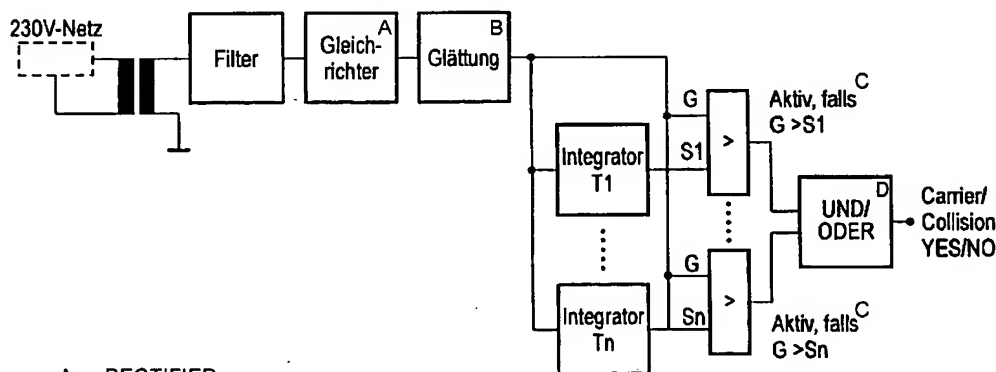 230V-Netz
Filter
Gleich-
richter
A
Glättung
B
G
S1
>
Aktiv, falls C
G >S1
Integrator
T1
UND/
ODER
D
Carrier/
Collision
YES/NO
G
Sn
>
Integrator
Tn
Aktiv, falls C
G >Sn
A
RECTIFIER